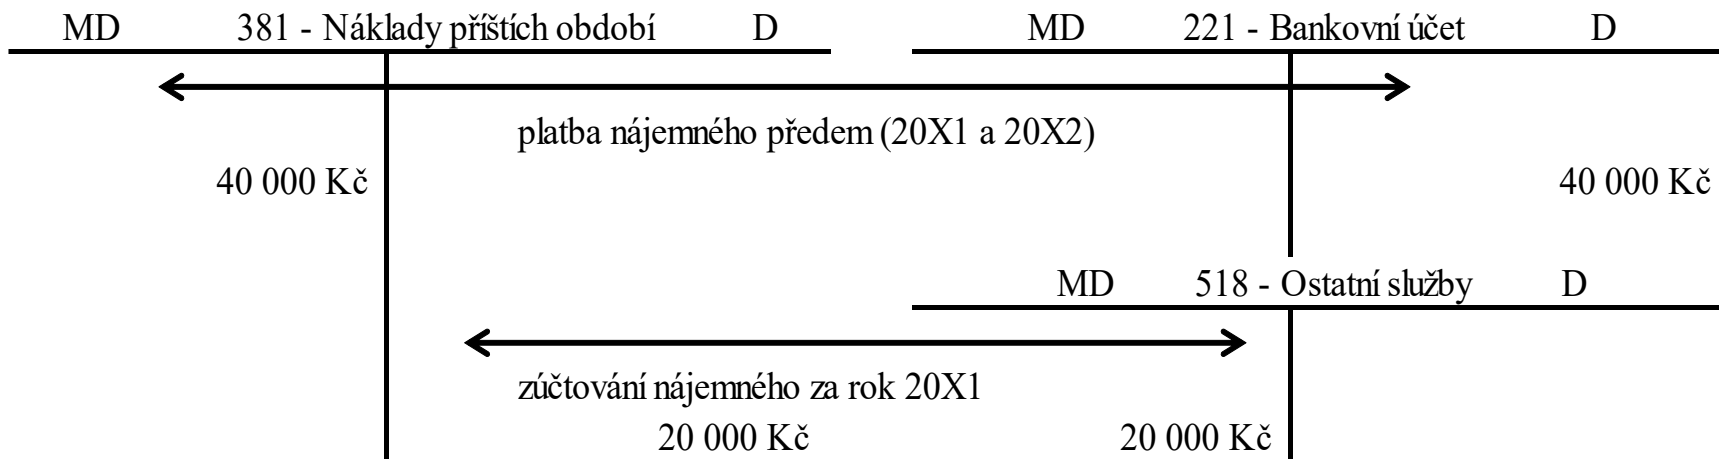 MD 381 - Náklady příštích období D MD 221 - Bankovní účet D
platba nájemného předem (20X1 a 20X2)
40 000 Kč 40 000 Kč
MD 518 - Ostatní služby D
zúčtování nájemného za rok 20X1
20 000 Kč 20 000 Kč